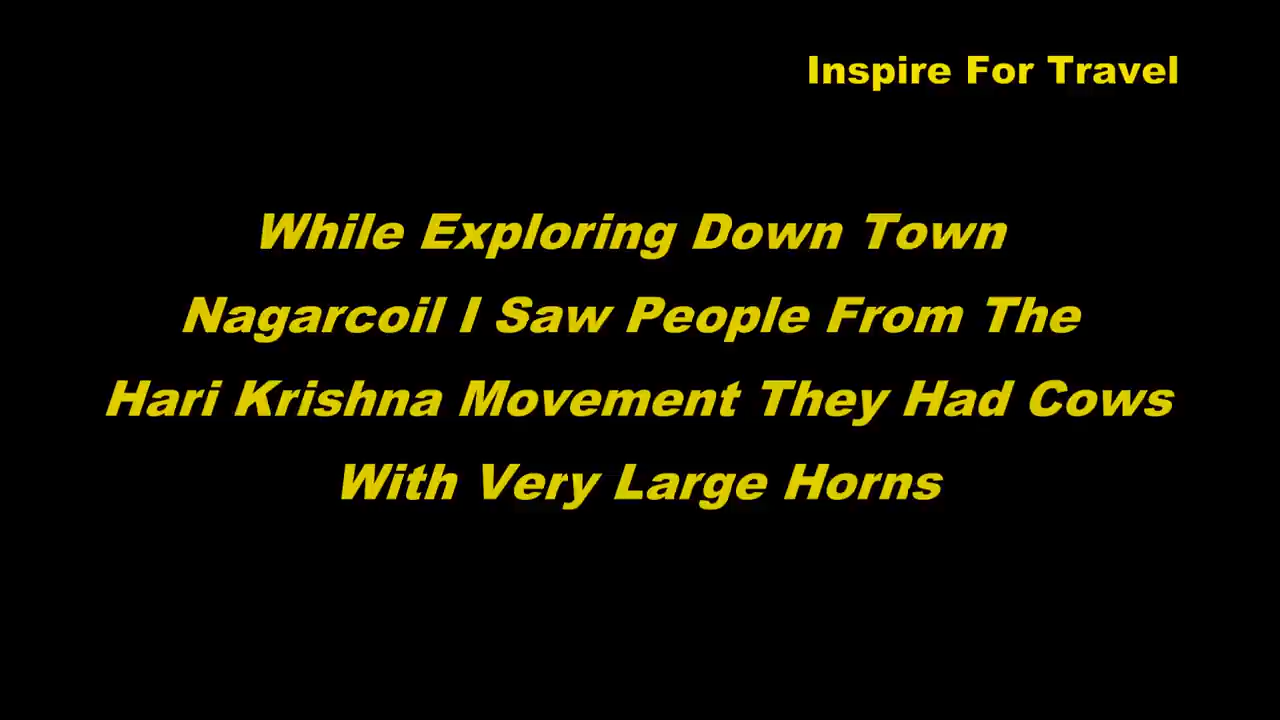 Inspire For Travel
While Exploring Down Town
Nagarcoil I Saw People From The
Hari Krishna Movement They Had Cows
With Very Large Horns